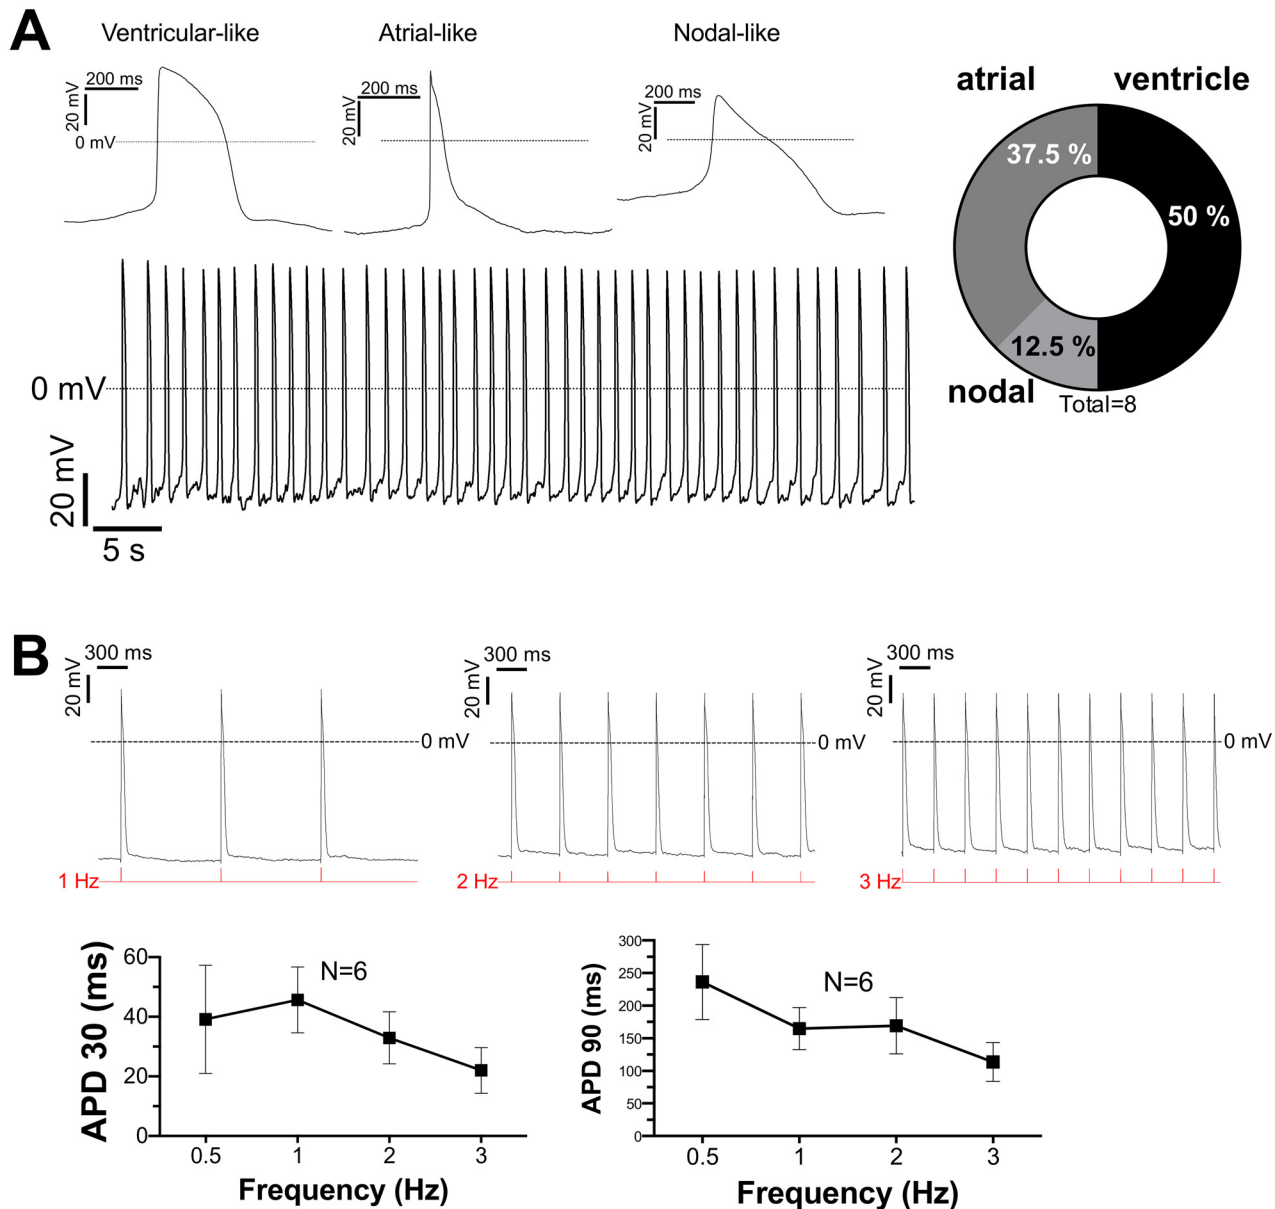 A
Ventricular-like
Atrial-like
Nodal-like
200 ms
20 mV
0 mV
200 ms
20 mV
200 ms
20 mV
atrial
ventricle
37.5 %
50 %
12.5 %
nodal
Total=8
0 mV
20 mV
5 s
B
300 ms
20 mV
0 mV
1 Hz
300 ms
20 mV
0 mV
2 Hz
300 ms
20 mV
0 mV
3 Hz
APD 30 (ms)
60
40
20
0
N=6
0.5
1
2
3
Frequency (Hz)
APD 90 (ms)
300
250
200
150
100
50
0
N=6
0.5
1
2
3
Frequency (Hz)